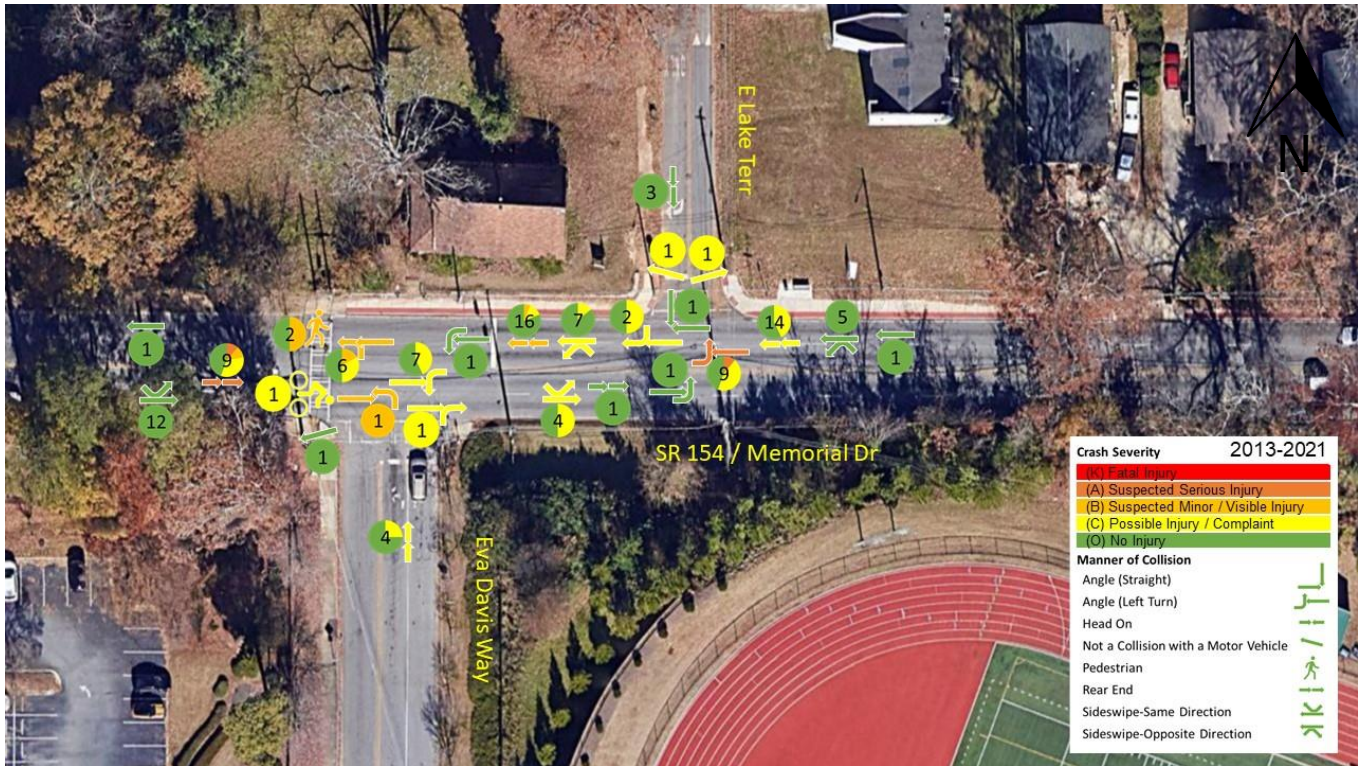 E Lake Terr
3
1
1
1
2
16
7
2
1
14
5
1
9
6
7
1
1
9
1
12
1
1
4
1
1
SR 154 / Memorial Dr
4
Eva Davis Way
N
Crash Severity 2013-2021
(K) Fatal Injury
(A) Suspected Serious Injury
(B) Suspected Minor / Visible Injury
(C) Possible Injury / Complaint
(O) No Injury
Manner of Collision
Angle (Straight)
Angle (Left Turn)
Head On
Not a Collision with a Motor Vehicle
Pedestrian
Rear End
Sideswipe-Same Direction
Sideswipe-Opposite Direction